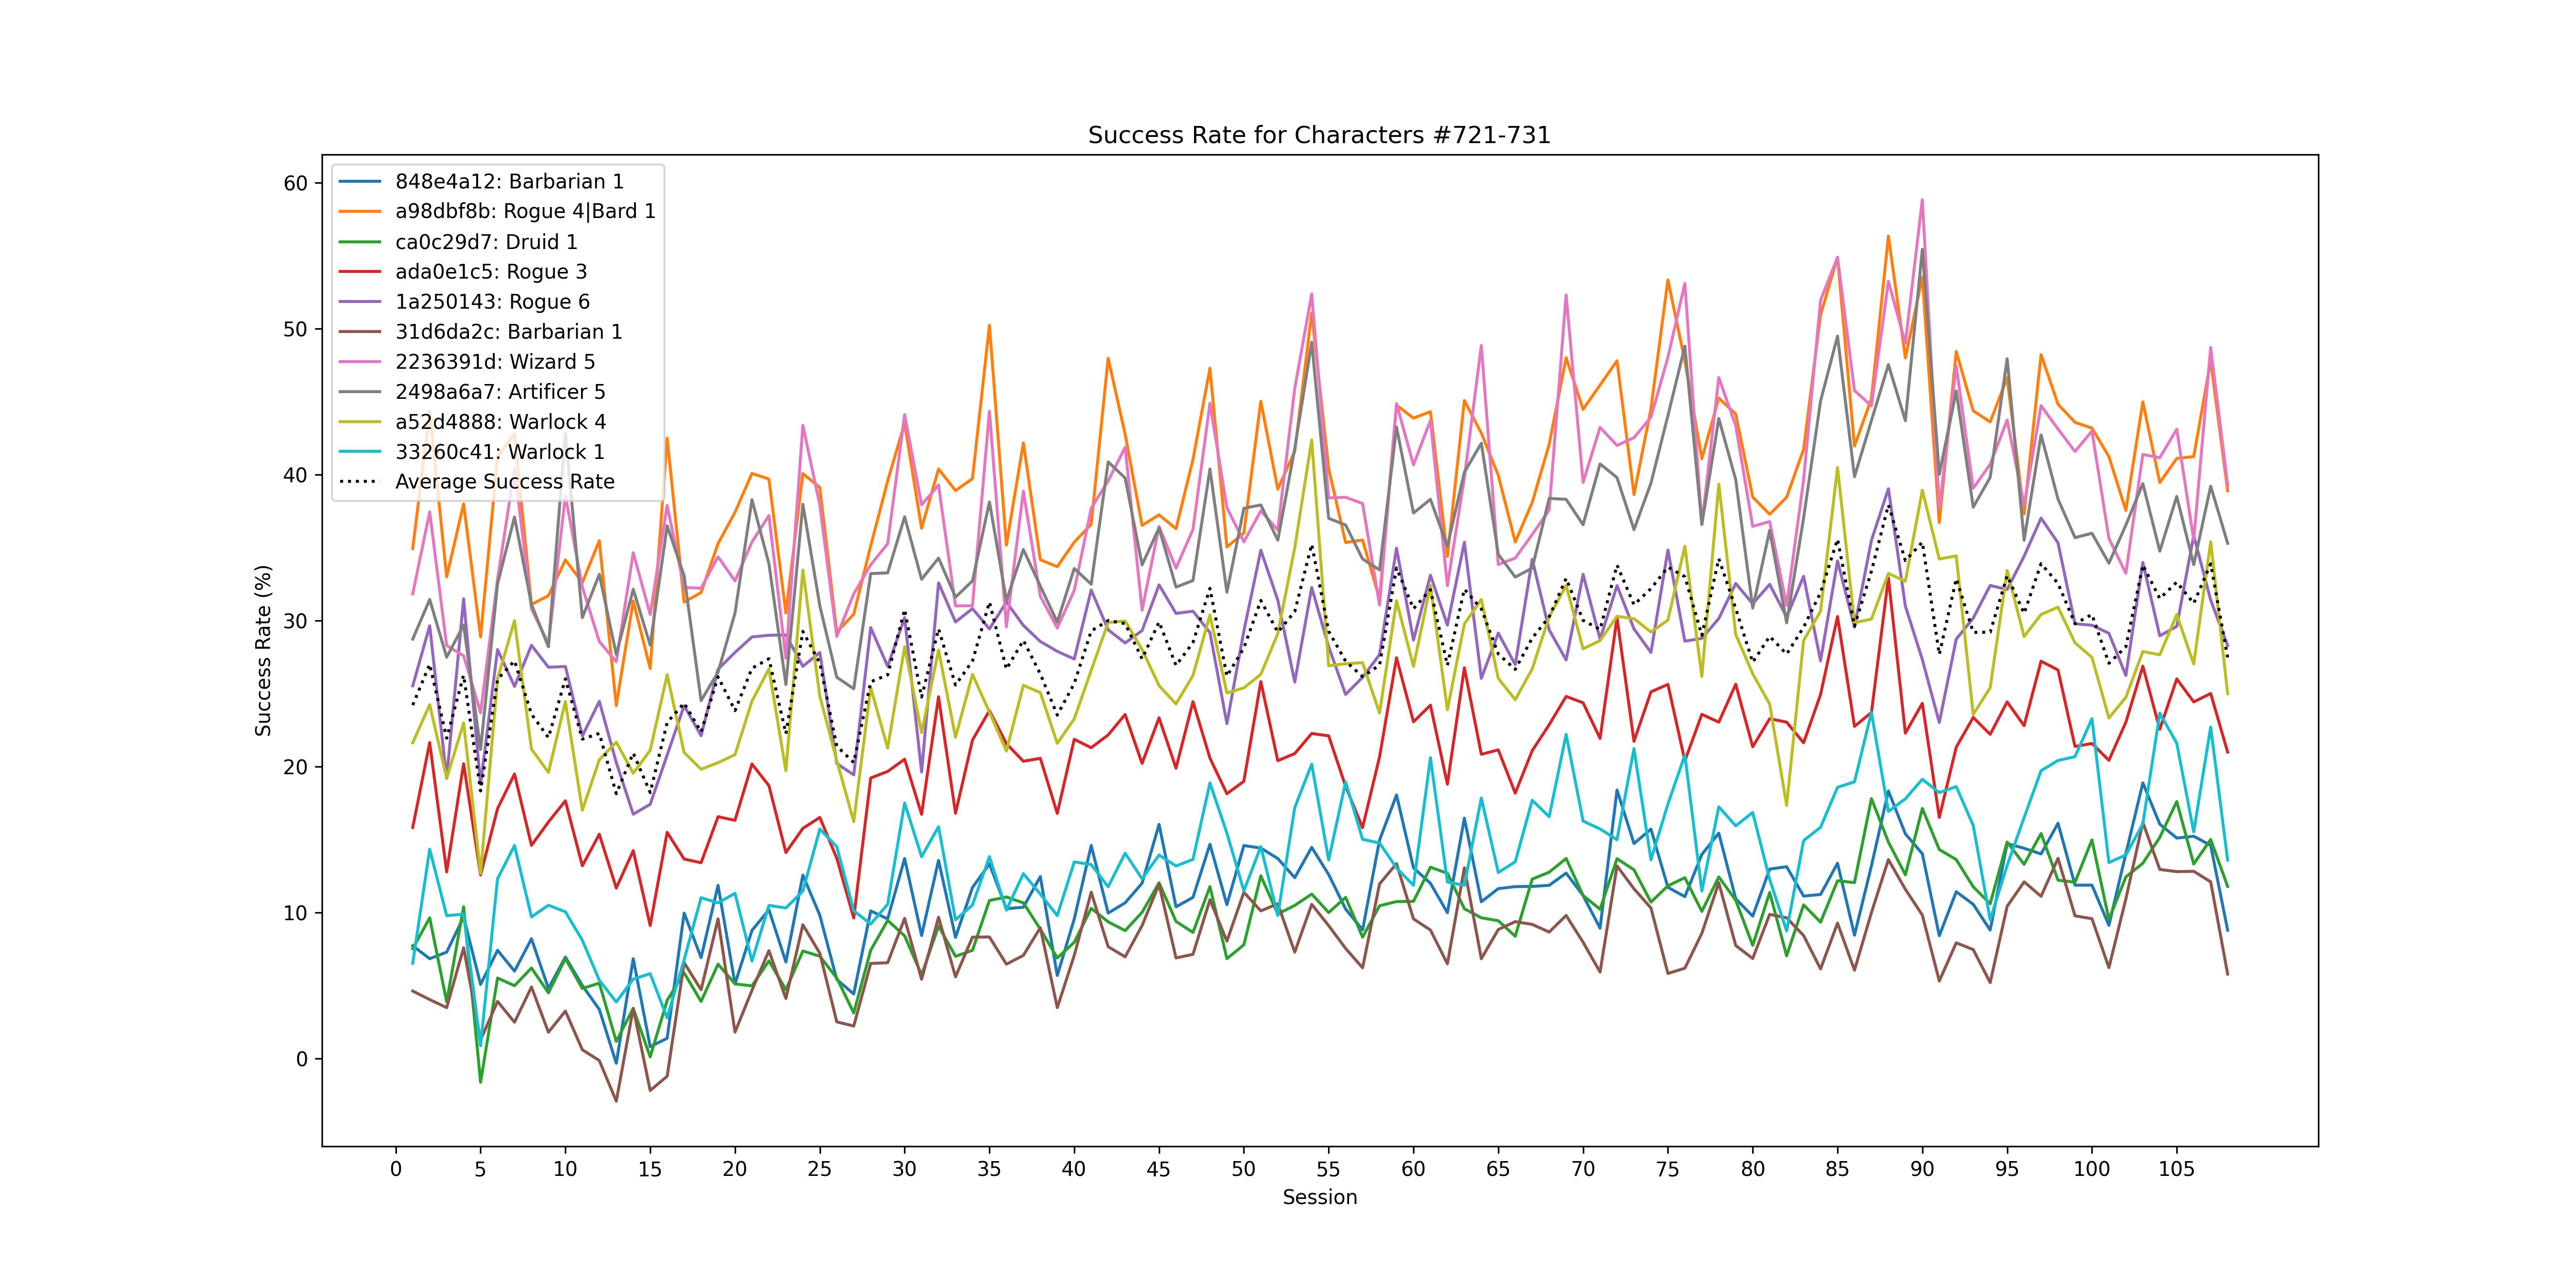 Success Rate for Characters #721-731
60
50
40
30
20
10
0
Success Rate (%)
848e4a12: Barbarian 1
a98dbf8b: Rogue 4|Bard 1
ca0c29d7: Druid 1
ada0e1c5: Rogue 3
1a250143: Rogue 6
31d6da2c: Barbarian 1
2236391d: Wizard 5
2498a6a7: Artificer 5
a52d4888: Warlock 4
33260c41: Warlock 1
Average Success Rate
0 5 10 15 20 25 30 35 40 45 50 55 60 65 70 75 80 85 90 95 100 105
Session